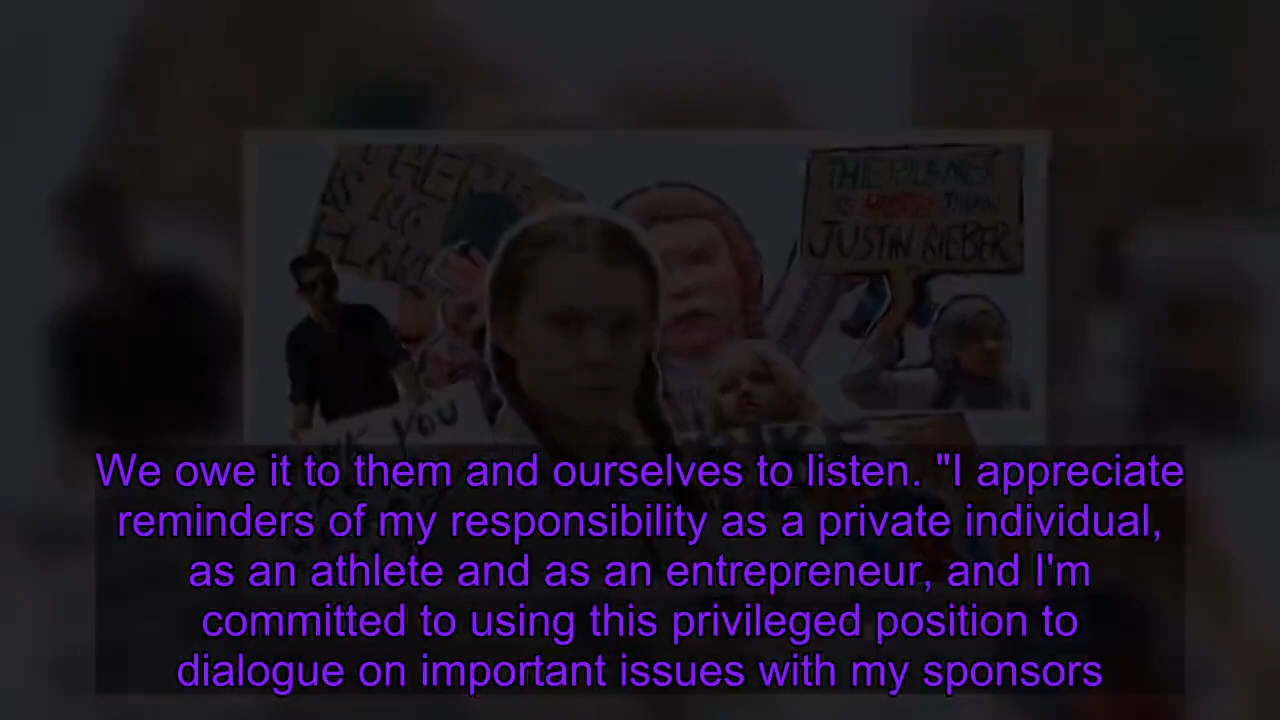 THE PLANET
THAN
JUSTIN BIEBER
YOU
We owe it to them and ourselves to listen. "I appreciate
reminders of my responsibility as a private individual,
as an athlete and as an entrepreneur, and I'm
committed to using this privileged position to
dialogue on important issues with my sponsors